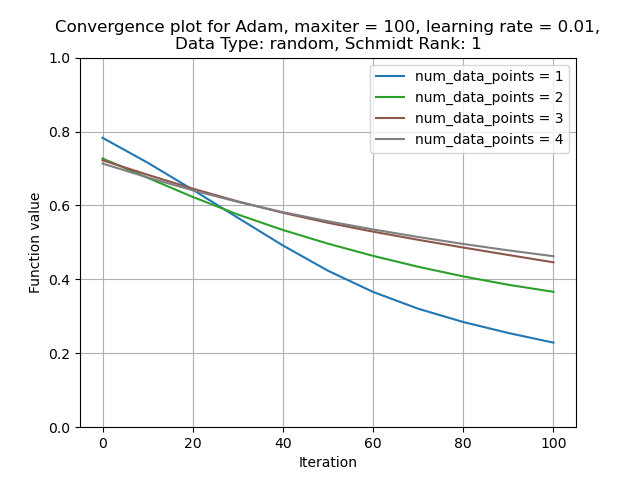 Convergence plot for Adam, maxiter = 100, learning rate = 0.01,
Data Type: random, Schmidt Rank: 1
1.0
0.8
0.6
0.4
0.2
0.0
Function value
num_data_points = 1
num_data_points = 2
num_data_points = 3
num_data_points = 4
0 20 40 60 80 100
Iteration